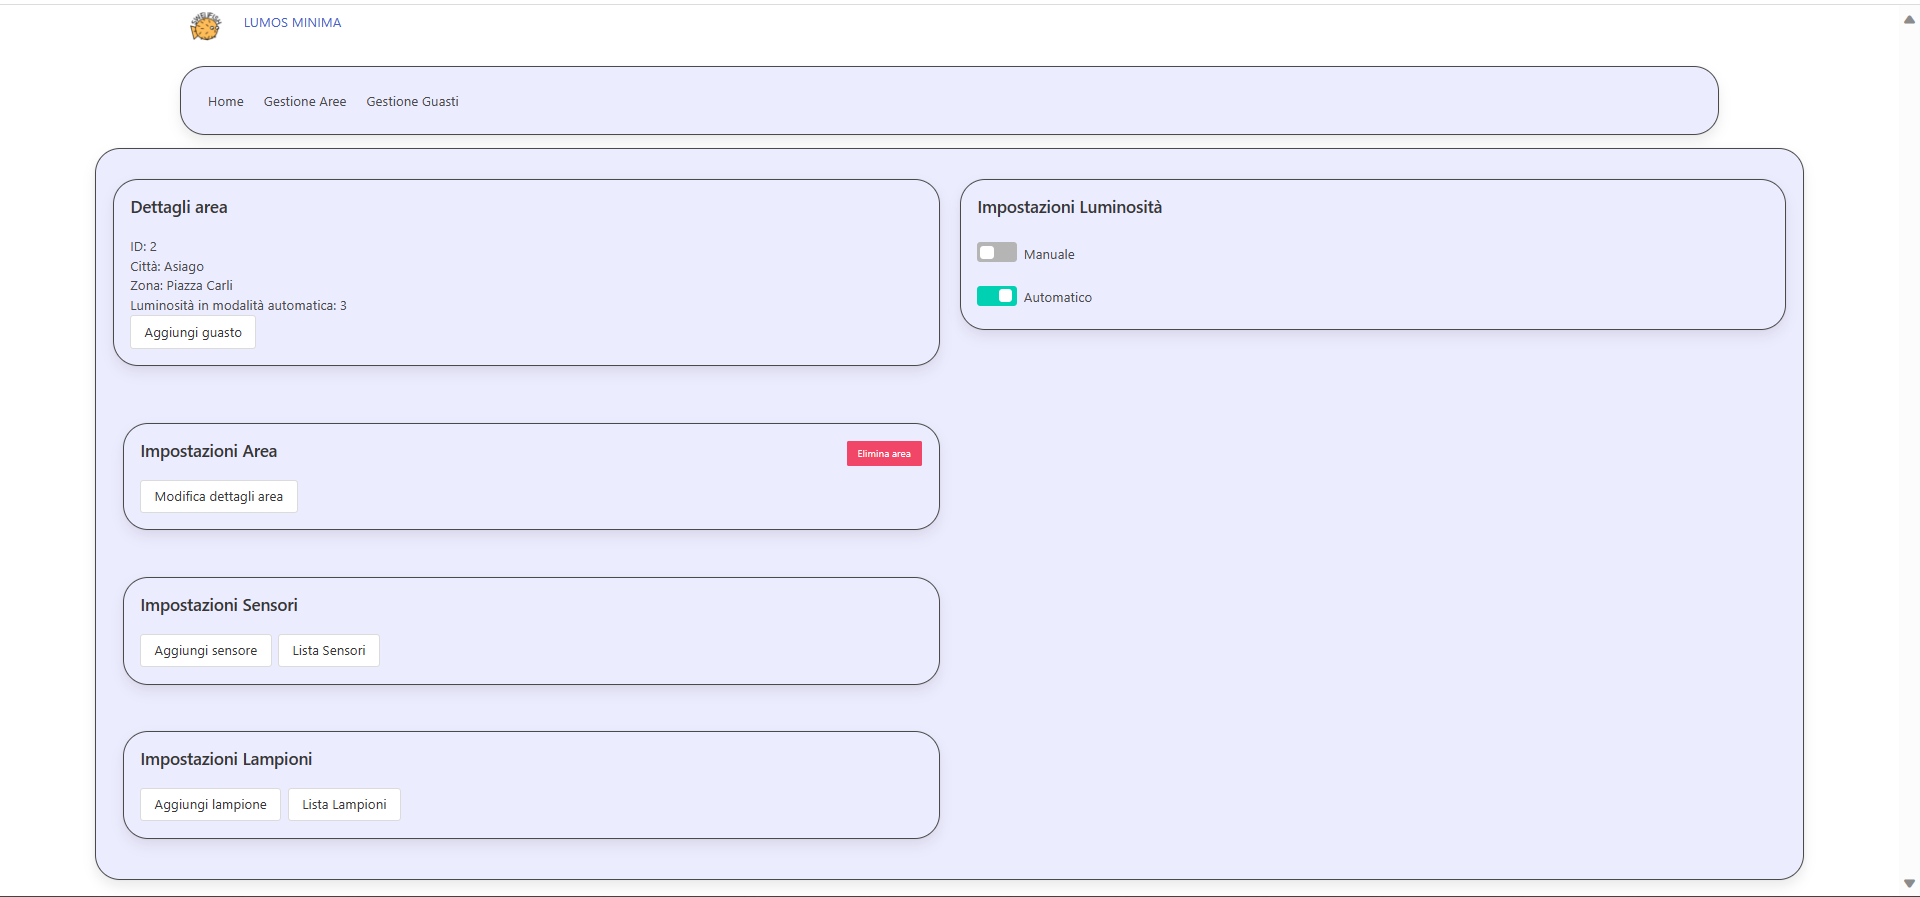 LUMOS MINIMA
Home Gestione Aree Gestione Guasti
Dettagli area
ID: 2
Città: Asiago
Zona: Piazza Carli
Luminosità in modalità automatica: 3
Aggiungi guasto
Impostazioni Luminosità
Manuale
Automatico
Impostazioni Area
Elimina area
Modifica dettagli area
Impostazioni Sensori
Aggiungi sensore Lista Sensori
Impostazioni Lampioni
Aggiungi lampione Lista Lampioni